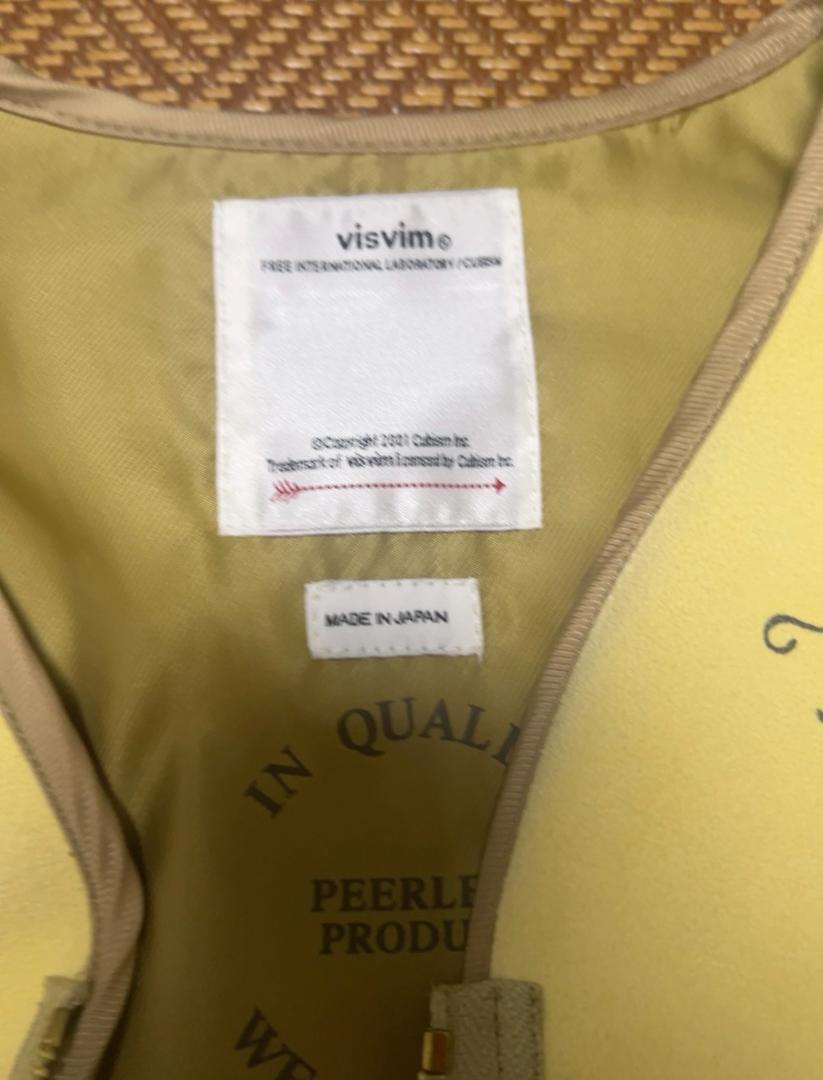 visvim®
FREE INTERNATIONAL LABORATORY / CUBISM
©Copyright 2001 Cubism Inc.
Trademark of visvim licensed by Cubism Inc.
MADE IN JAPAN
IN QUALI
PEERLE
PRODU
WE